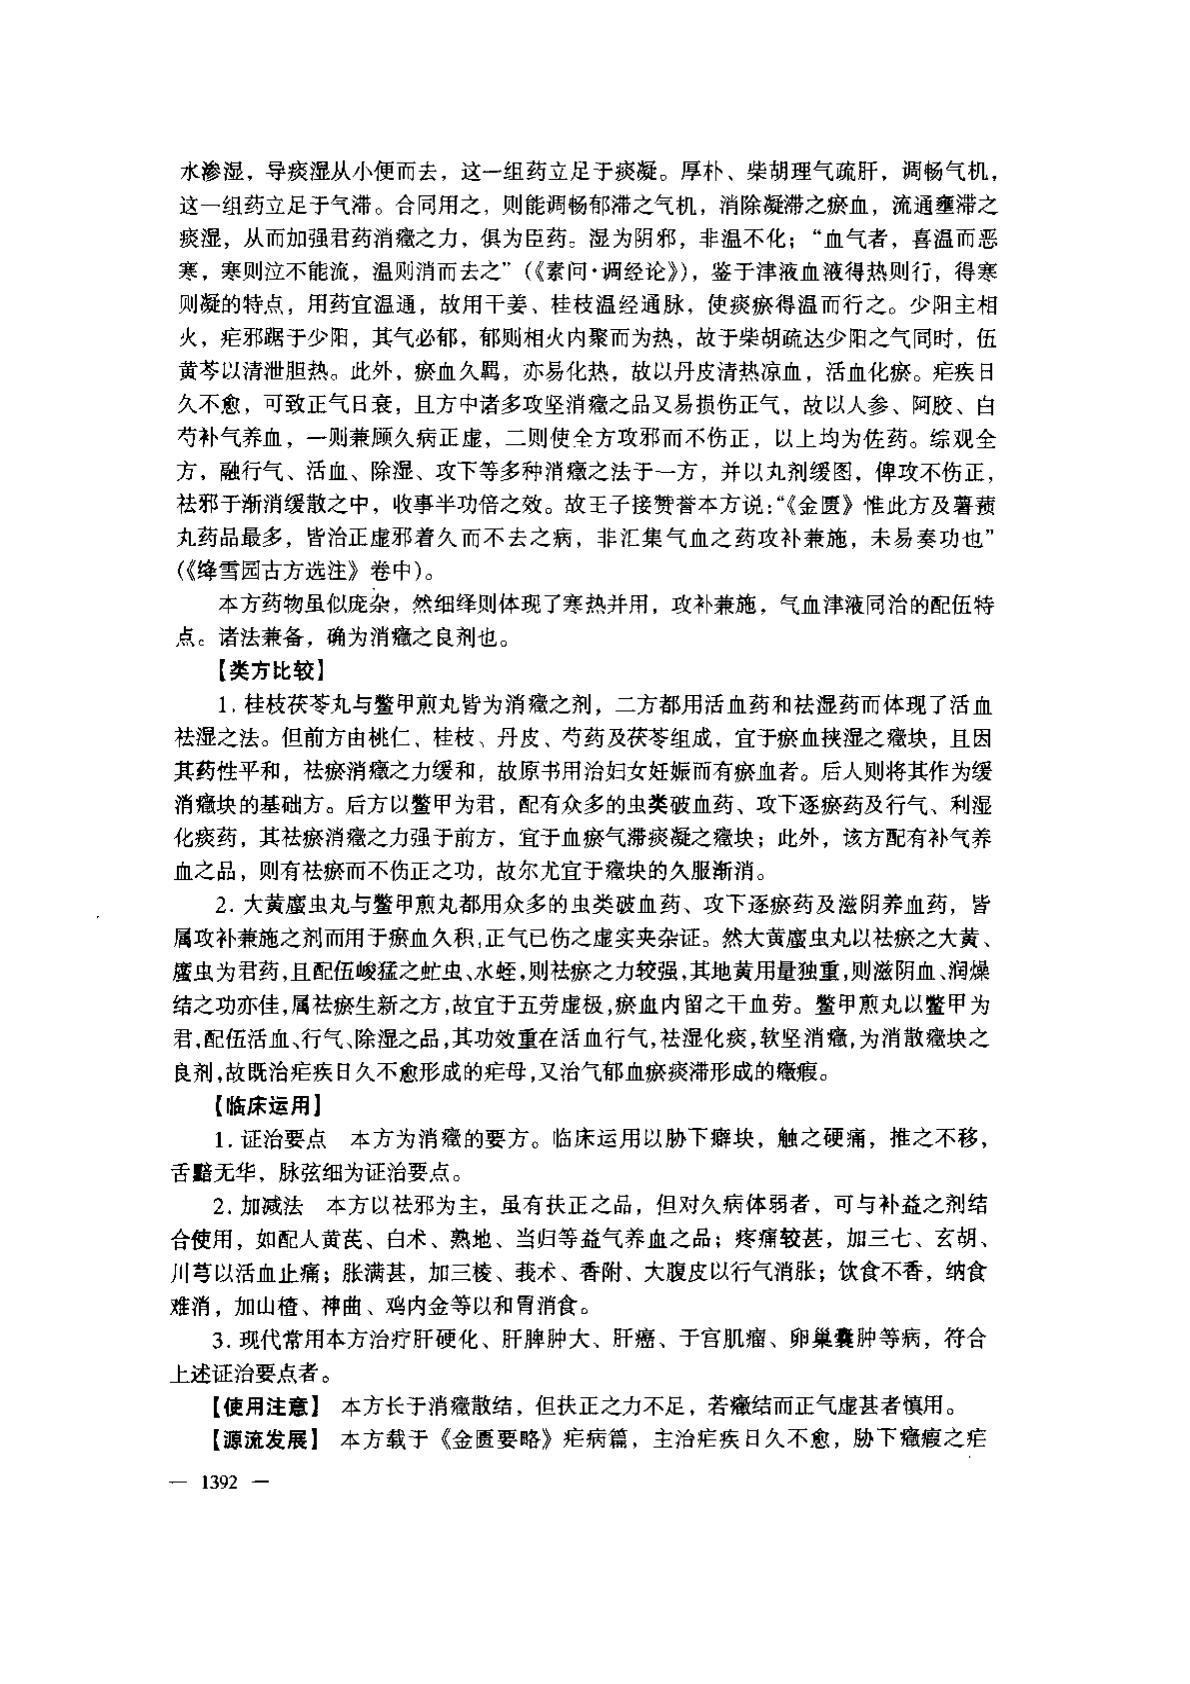 水渗湿，导痰湿从小便而去，这一组药立足于痰凝。厚朴、柴胡理气疏肝，调畅气机，
这一组药立足于气滞。合同用之，则能调畅郁滞之气机，消除凝滞之瘀血，流通壅滞之
痰湿，从而加强君药消癥之力，俱为臣药。湿为阴邪，非温不化；“血气者，喜温而恶
寒，寒则泣不能流，温则消而去之”（《素问·调经论》），鉴于津液血液得热则行，得寒
则凝的特点，用药宜温通，故用干姜、桂枝温经通脉，使痰瘀得温而行之。少阳主相
火，疟邪踞于少阳，其气必郁，郁则相火内聚而为热，故于柴胡疏达少阳之气同时，伍
黄芩以清泄胆热。此外，瘀血久羁，亦易化热，故以丹皮清热凉血，活血化瘀。疟疾日
久不愈，可致正气日衰，且方中诸多攻坚消癥之品又易损伤正气，故以人参、阿胶、白
芍补气养血，一则兼顾久病正虚，二则使全方攻邪而不伤正，以上均为佐药。综观全
方，融行气、活血、除湿、攻下等多种消癥之法于一方，并以丸剂缓图，俾攻不伤正，
祛邪于渐消缓散之中，收事半功倍之效。故王子接赞誉本方说：“《金匮》惟此方及薯蓣
丸药品最多，皆治正虚邪着久而不去之病，非汇集气血之药攻补兼施，未易奏功也”
（《绛雪园古方选注》卷中）。
本方药物虽似庞杂，然细绎则体现了寒热并用，攻补兼施，气血津液同治的配伍特
点。诸法兼备，确为消癥之良剂也。
【类方比较】
1. 桂枝茯苓丸与鳖甲煎丸皆为消癥之剂，二方都用活血药和祛湿药而体现了活血
祛湿之法。但前方由桃仁、桂枝、丹皮、芍药及茯苓组成，宜于瘀血挟湿之癥块，且因
其药性平和，祛瘀消癥之力缓和，故原书用治妇女妊娠而有瘀血者。后人则将其作为缓
消癥块的基础方。后方以鳖甲为君，配有众多的虫类破血药、攻下逐瘀药及行气、利湿
化痰药，其祛瘀消癥之力强于前方，宜于血瘀气滞痰凝之癥块；此外，该方配有补气养
血之品，则有祛瘀而不伤正之功，故尔尤宜于癥块的久服渐消。
2. 大黄䗪虫丸与鳖甲煎丸都用众多的虫类破血药、攻下逐瘀药及滋阴养血药，皆
属攻补兼施之剂而用于瘀血久积，正气已伤之虚实夹杂证。然大黄䗪虫丸以祛瘀之大黄、
䗪虫为君药，且配伍峻猛之虻虫、水蛭，则祛瘀之力较强，其地黄用量独重，则滋阴血、润燥
结之功亦佳，属祛瘀生新之方，故宜于五劳虚极，瘀血内留之干血劳。鳖甲煎丸以鳖甲为
君，配伍活血、行气、除湿之品，其功效重在活血行气，祛湿化痰，软坚消癥，为消散癥块之
良剂，故既治疟疾日久不愈形成的疟母，又治气郁血瘀痰滞形成的癥瘕。
【临床运用】
1. 证治要点　本方为消癥的要方。临床运用以胁下癖块，触之硬痛，推之不移，
舌黯无华，脉弦细为证治要点。
2. 加减法　本方以祛邪为主，虽有扶正之品，但对久病体弱者，可与补益之剂结
合使用，如配人黄芪、白术、熟地、当归等益气养血之品；疼痛较甚，加三七、玄胡、
川芎以活血止痛；胀满甚，加三棱、莪术、香附、大腹皮以行气消胀；饮食不香，纳食
难消，加山楂、神曲、鸡内金等以和胃消食。
3. 现代常用本方治疗肝硬化、肝脾肿大、肝癌、子宫肌瘤、卵巢囊肿等病，符合
上述证治要点者。
【使用注意】　本方长于消癥散结，但扶正之力不足，若癥结而正气虚甚者慎用。
【源流发展】　本方载于《金匮要略》疟病篇，主治疟疾日久不愈，胁下癥瘕之疟
— 1392 —